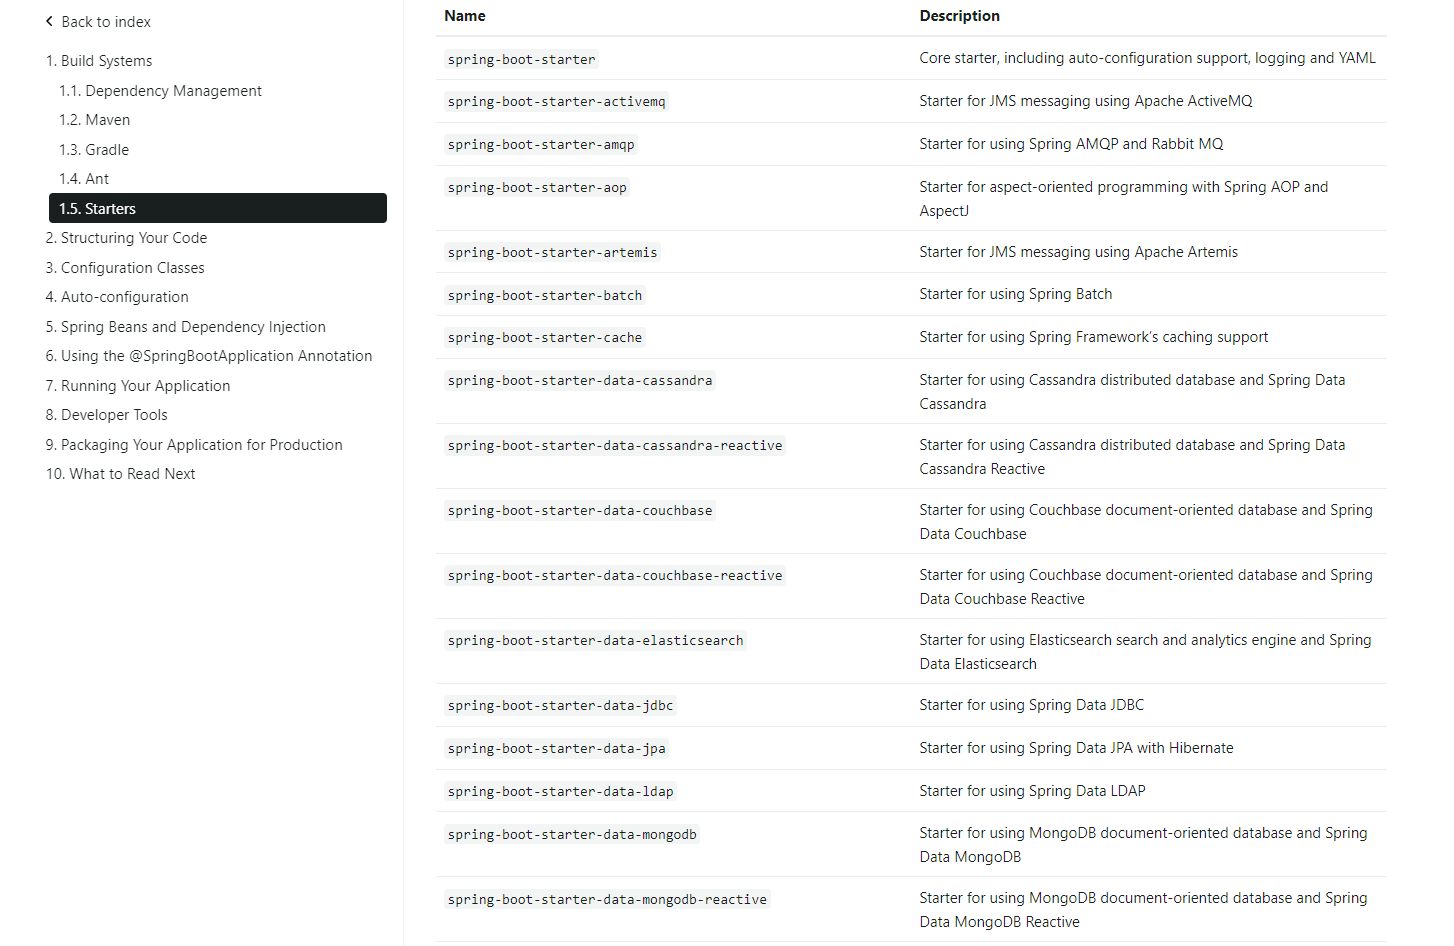 Back to index
1. Build Systems
1.1. Dependency Management
1.2. Maven
1.3. Gradle
1.4. Ant
1.5. Starters
2. Structuring Your Code
3. Configuration Classes
4. Auto-configuration
5. Spring Beans and Dependency Injection
6. Using the @SpringBootApplication Annotation
7. Running Your Application
8. Developer Tools
9. Packaging Your Application for Production
10. What to Read Next
Name Description
spring-boot-starter Core starter, including auto-configuration support, logging and YAML
spring-boot-starter-activemq Starter for JMS messaging using Apache ActiveMQ
spring-boot-starter-amqp Starter for using Spring AMQP and Rabbit MQ
spring-boot-starter-aop Starter for aspect-oriented programming with Spring AOP and
AspectJ
spring-boot-starter-artemis Starter for JMS messaging using Apache Artemis
spring-boot-starter-batch Starter for using Spring Batch
spring-boot-starter-cache Starter for using Spring Framework’s caching support
spring-boot-starter-data-cassandra Starter for using Cassandra distributed database and Spring Data
Cassandra
spring-boot-starter-data-cassandra-reactive Starter for using Cassandra distributed database and Spring Data
Cassandra Reactive
spring-boot-starter-data-couchbase Starter for using Couchbase document-oriented database and Spring
Data Couchbase
spring-boot-starter-data-couchbase-reactive Starter for using Couchbase document-oriented database and Spring
Data Couchbase Reactive
spring-boot-starter-data-elasticsearch Starter for using Elasticsearch search and analytics engine and Spring
Data Elasticsearch
spring-boot-starter-data-jdbc Starter for using Spring Data JDBC
spring-boot-starter-data-jpa Starter for using Spring Data JPA with Hibernate
spring-boot-starter-data-ldap Starter for using Spring Data LDAP
spring-boot-starter-data-mongodb Starter for using MongoDB document-oriented database and Spring
Data MongoDB
spring-boot-starter-data-mongodb-reactive Starter for using MongoDB document-oriented database and Spring
Data MongoDB Reactive